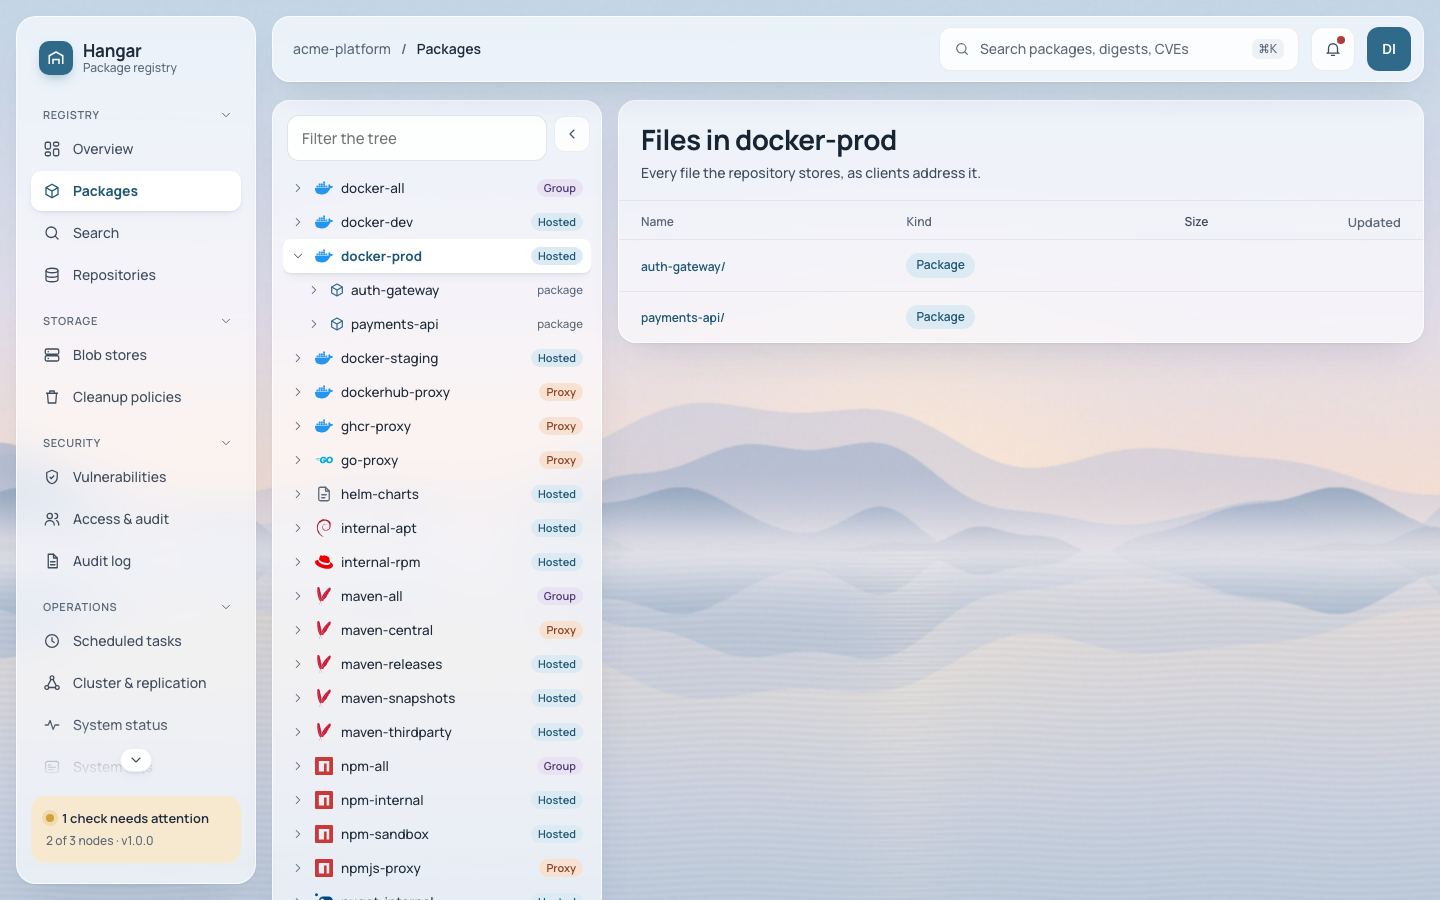 Hangar
Package registry
REGISTRY
Overview
Packages
Search
Repositories
STORAGE
Blob stores
Cleanup policies
SECURITY
Vulnerabilities
Access & audit
Audit log
OPERATIONS
Scheduled tasks
Cluster & replication
System status
System
1 check needs attention
2 of 3 nodes · v1.0.0
acme-platform / Packages
Search packages, digests, CVEs ⌘K
DI
Filter the tree
docker-all Group
docker-dev Hosted
docker-prod Hosted
auth-gateway package
payments-api package
docker-staging Hosted
dockerhub-proxy Proxy
ghcr-proxy Proxy
go-proxy Proxy
helm-charts Hosted
internal-apt Hosted
internal-rpm Hosted
maven-all Group
maven-central Proxy
maven-releases Hosted
maven-snapshots Hosted
maven-thirdparty Hosted
npm-all Group
npm-internal Hosted
npm-sandbox Hosted
npmjs-proxy Proxy
Files in docker-prod
Every file the repository stores, as clients address it.
Name Kind Size Updated
auth-gateway/ Package
payments-api/ Package